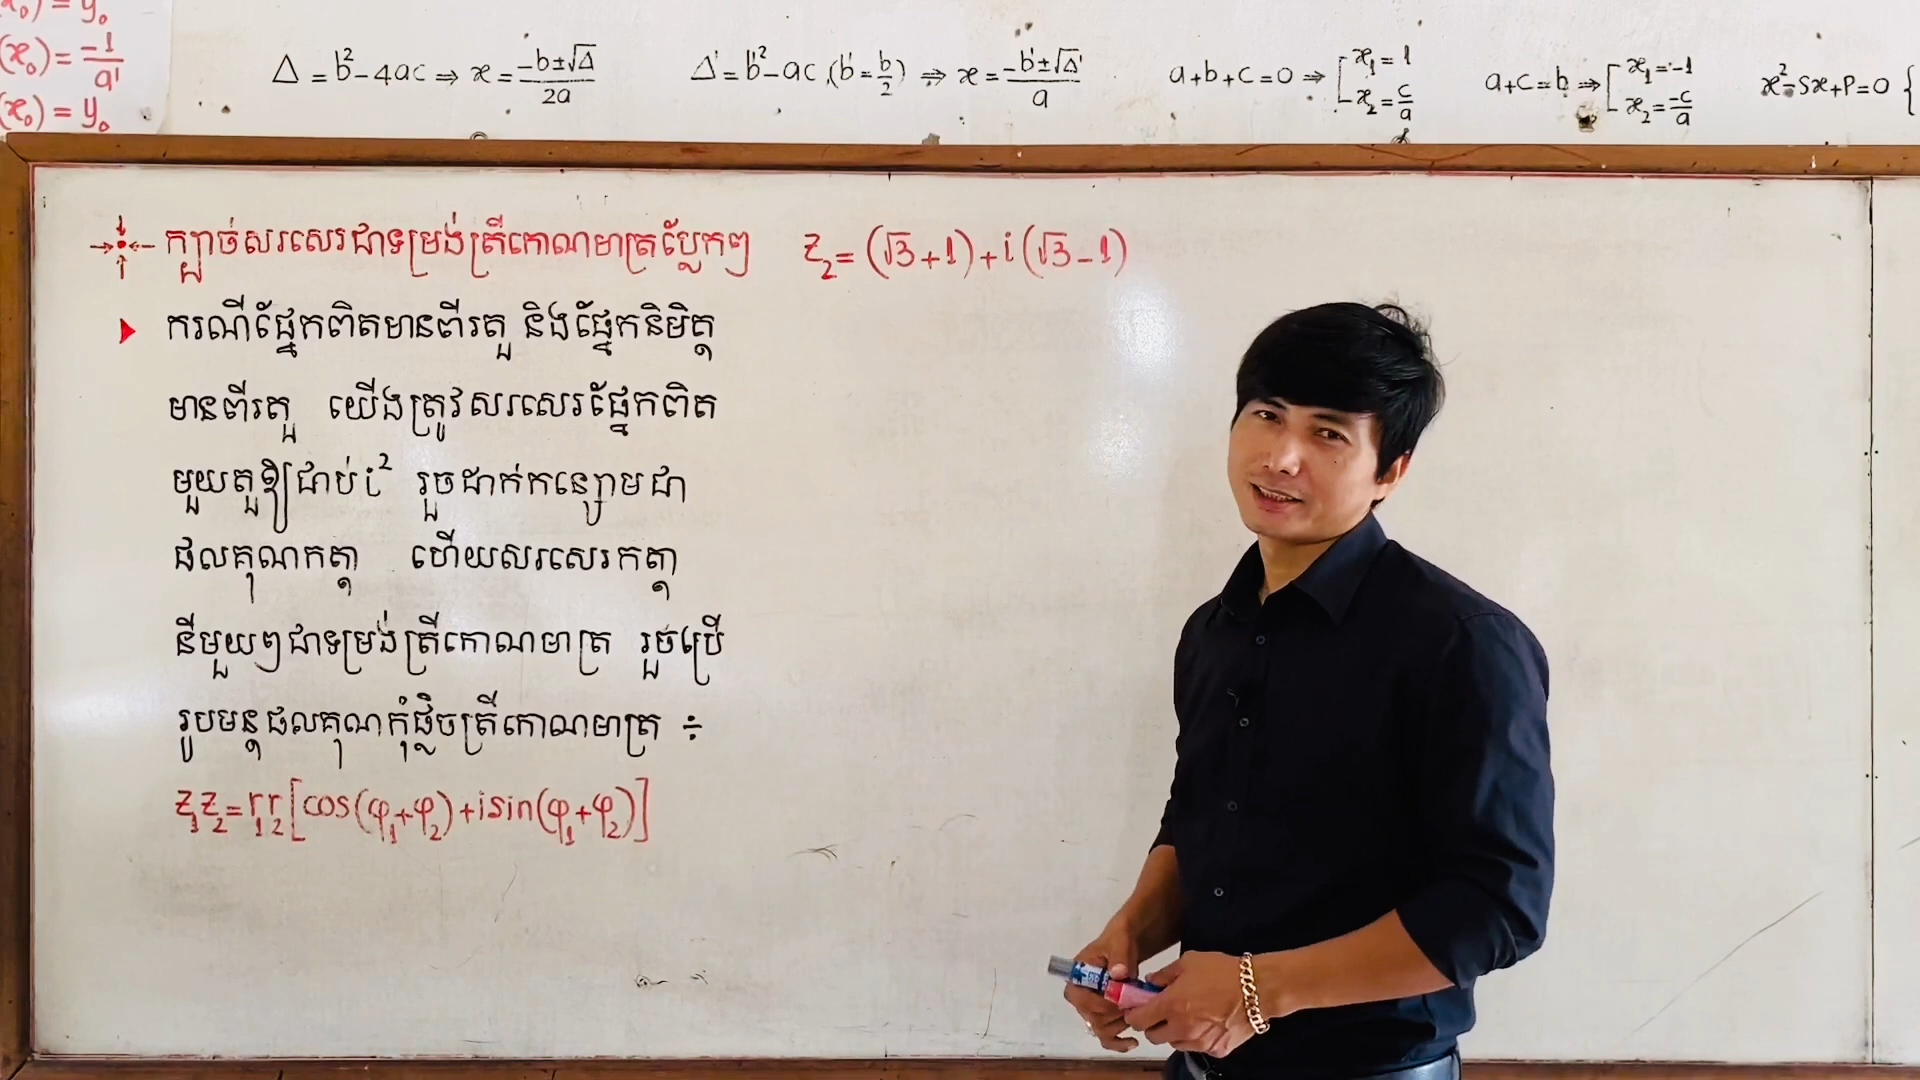 (x₀) = y₀
(x₀) = -1/a'
(x₀) = y₀
Δ = b² - 4ac ⇒ x = (-b±√Δ)/2a
Δ' = b'² - ac, (b' = b/2) ⇒ x = (-b'±√Δ')/a
a+b+c=0 ⇒ [x₁ = 1 x₂ = c/a
a+c=b ⇒ [x₁ = -1 x₂ = -c/a
x² - Sx + P = 0 {
ក្បាច់សរសេរជាទម្រង់ត្រីកោណមាត្រប្លែកៗ z₂ = (√3+1)+i(√3-1)
ករណីផ្នែកពិតមានពីរតួ និងផ្នែកនិមិត្ត
មានពីរតួ យើងត្រូវសរសេរផ្នែកពិត
មួយតួឱ្យជាប់ i² រួចដាក់កន្សោមជា
ផលគុណកត្តា ហើយសរសេរកត្តា
នីមួយៗជាទម្រង់ត្រីកោណមាត្រ រួចប្រើ
រូបមន្តផលគុណកុំផ្លិចត្រីកោណមាត្រ ÷
z₁z₂ = r₁r₂[cos(φ₁+φ₂)+isin(φ₁+φ₂)]